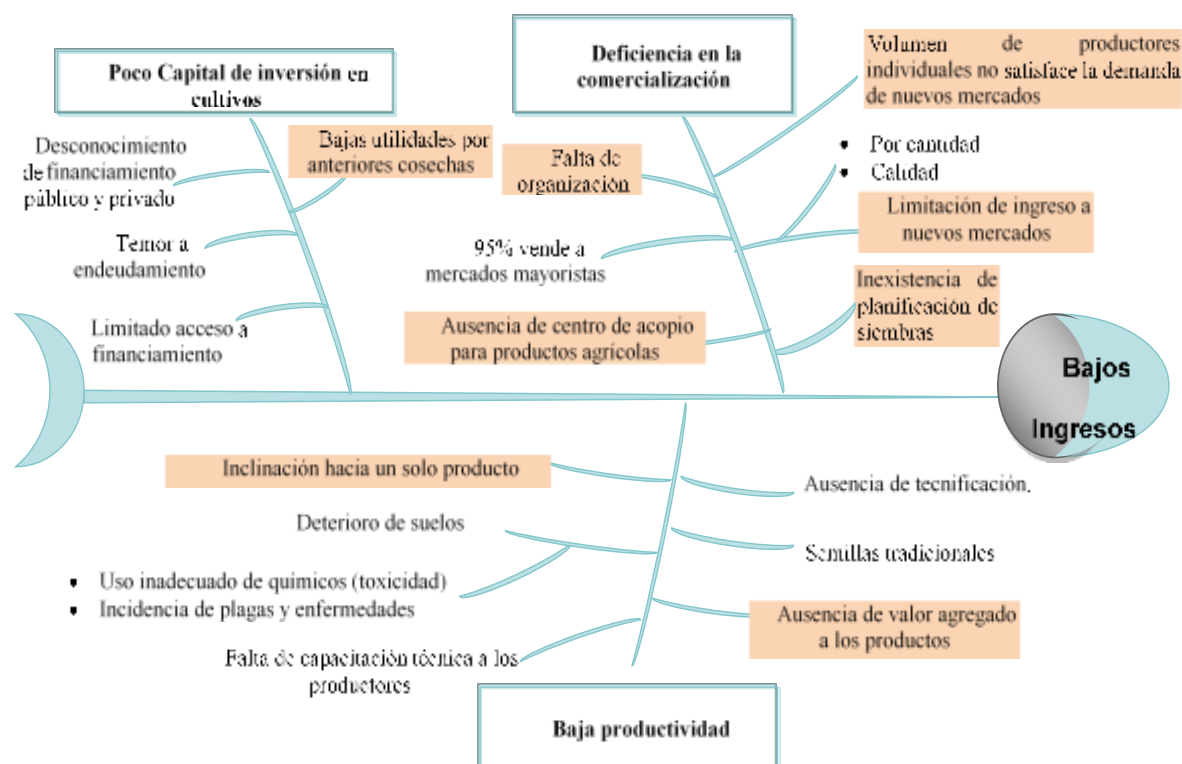 Poco Capital de inversión en
cultivos
Desconocimiento
de financiamiento
público y privado
Bajas utilidades por
anteriores cosechas
Temor a
endeudamiento
Limitado acceso a
financiamiento
Deficiencia en la
comercialización
Volumen de productores
individuales no satisface la demanda
de nuevos mercados
Falta de
organización
• Por cantidad
• Calidad
Limitación de ingreso a
nuevos mercados
95% vende a
mercados mayoristas
Inexistencia de
planificación de
siembras
Ausencia de centro de acopio
para productos agrícolas
Bajos
Ingresos
Inclinación hacia un solo producto
Ausencia de tecnificación.
Deterioro de suelos
Semillas tradicionales
• Uso inadecuado de químicos (toxicidad)
• Incidencia de plagas y enfermedades
Ausencia de valor agregado
a los productos
Falta de capacitación técnica a los
productores
Baja productividad